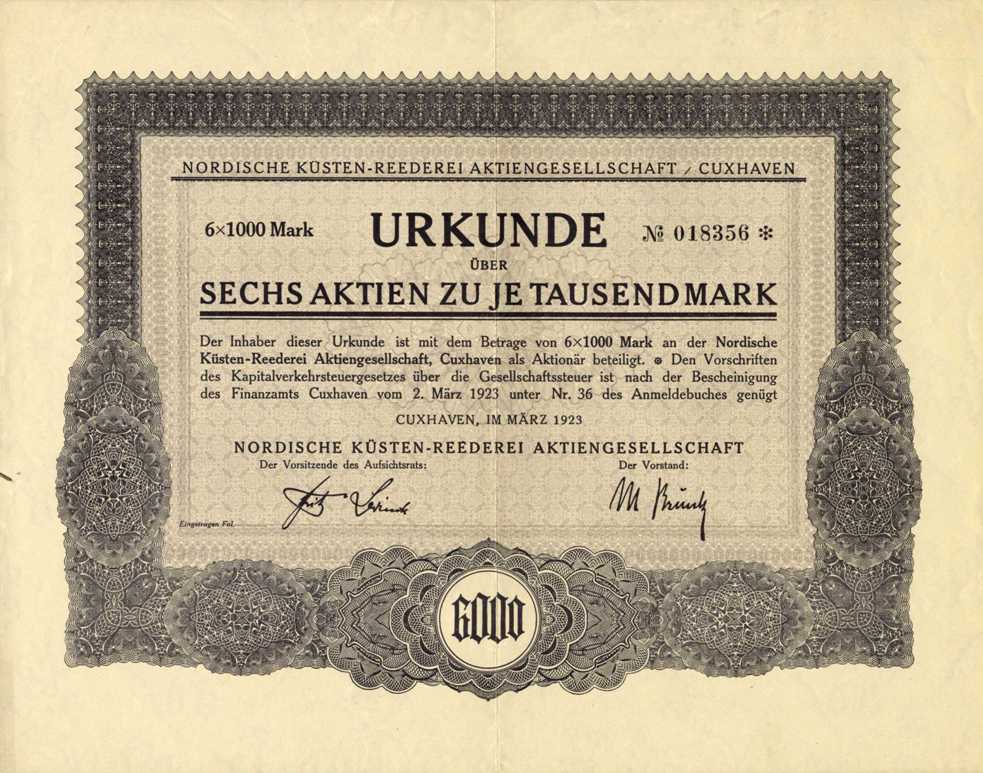 NORDISCHE KÜSTEN-REEDEREI AKTIENGESELLSCHAFT / CUXHAVEN
6×1000 Mark URKUNDE № 018356 ✻
ÜBER
SECHS AKTIEN ZU JE TAUSEND MARK
Der Inhaber dieser Urkunde ist mit dem Betrage von 6×1000 Mark an der Nordische
Küsten-Reederei Aktiengesellschaft, Cuxhaven als Aktionär beteiligt. Den Vorschriften
des Kapitalverkehrsteuergesetzes über die Gesellschaftssteuer ist nach der Bescheinigung
des Finanzamts Cuxhaven vom 2. März 1923 unter Nr. 36 des Anmeldebuches genügt
CUXHAVEN, IM MÄRZ 1923
NORDISCHE KÜSTEN-REEDEREI AKTIENGESELLSCHAFT
Der Vorsitzende des Aufsichtsrats: Der Vorstand:
Fritz M
Eingetragen Fol.
6000